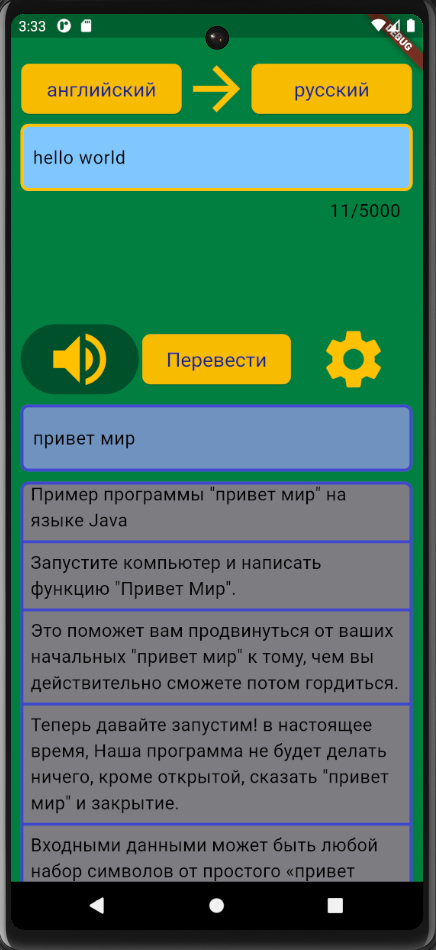 3:33
DEBUG
английский
русский
hello world
11/5000
Перевести
привет мир
Пример программы "привет мир" на
языке Java
Запустите компьютер и написать
функцию "Привет Мир".
Это поможет вам продвинуться от ваших
начальных "привет мир" к тому, чем вы
действительно сможете потом гордиться.
Теперь давайте запустим! в настоящее
время, Наша программа не будет делать
ничего, кроме открытой, сказать "привет
мир" и закрытие.
Входными данными может быть любой
набор символов от простого «привет